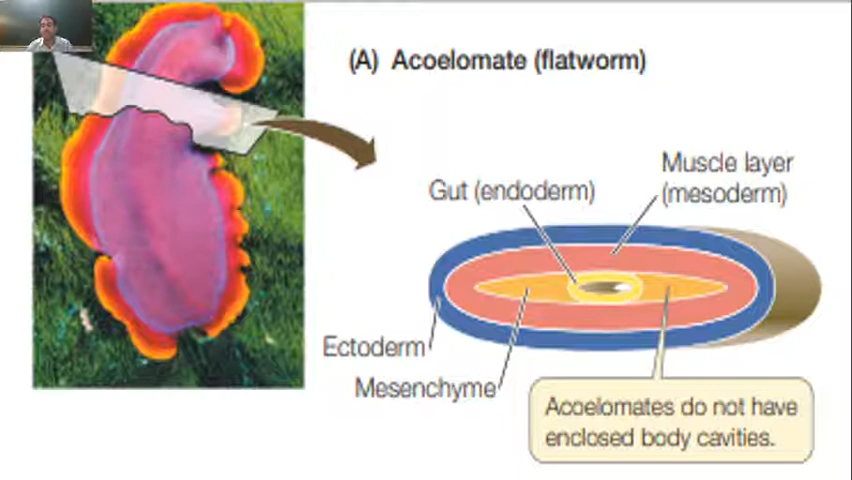 (A) Acoelomate (flatworm)
Muscle layer
(mesoderm)
Gut (endoderm)
Ectoderm
Mesenchyme
Acoelomates do not have
enclosed body cavities.